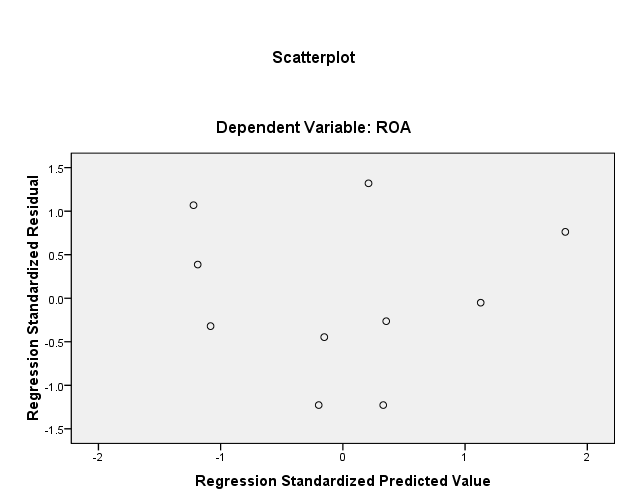 Scatterplot
Dependent Variable: ROA
Regression Standardized Residual
1.5
1.0
0.5
0.0
-0.5
-1.0
-1.5
-2 -1 0 1 2
Regression Standardized Predicted Value